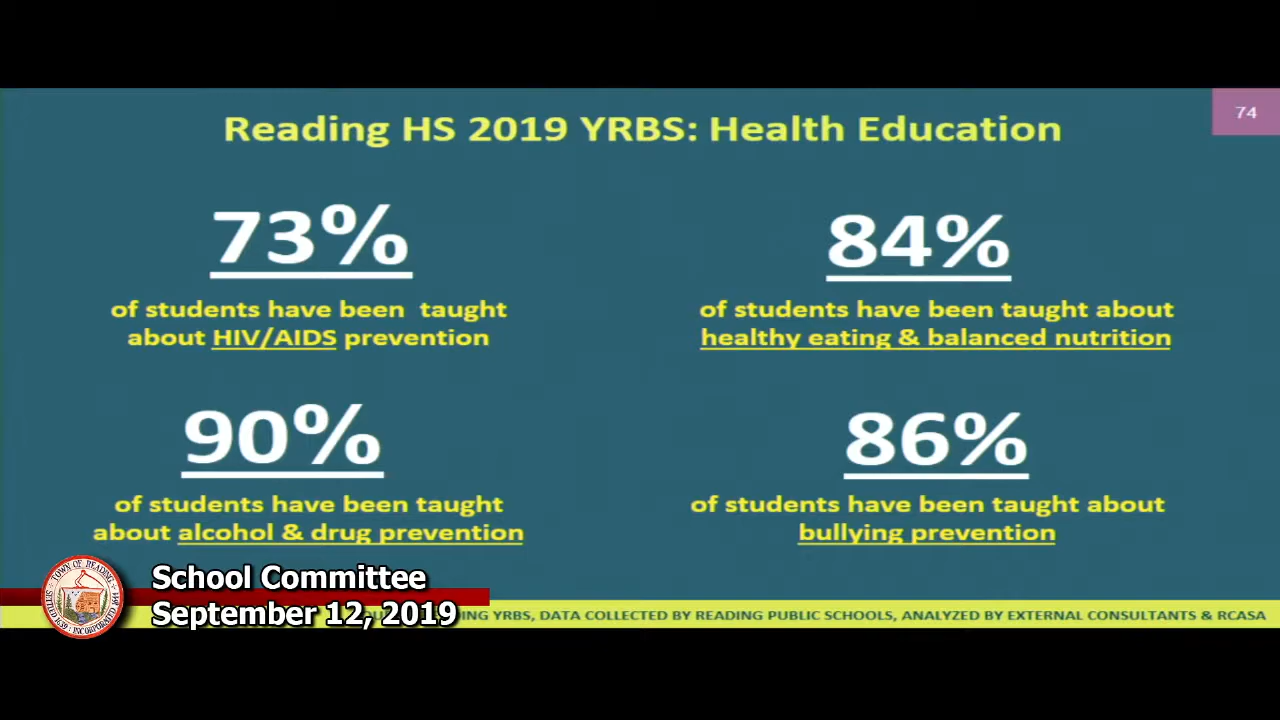 74
Reading HS 2019 YRBS: Health Education
73%
of students have been taught
about HIV/AIDS prevention
84%
of students have been taught about
healthy eating & balanced nutrition
90%
of students have been taught
about alcohol & drug prevention
86%
of students have been taught about
bullying prevention
TOWN OF READING
School Committee
September 12, 2019
YRBS, DATA COLLECTED BY READING PUBLIC SCHOOLS, ANALYZED BY EXTERNAL CONSULTANTS & RCASA